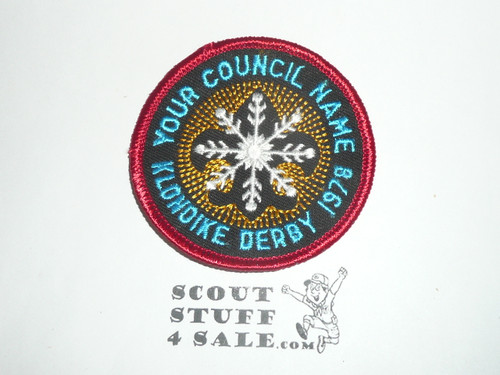 YOUR COUNCIL NAME
KLONDIKE DERBY 1978
SCOUT
STUFF
4 SALE.COM